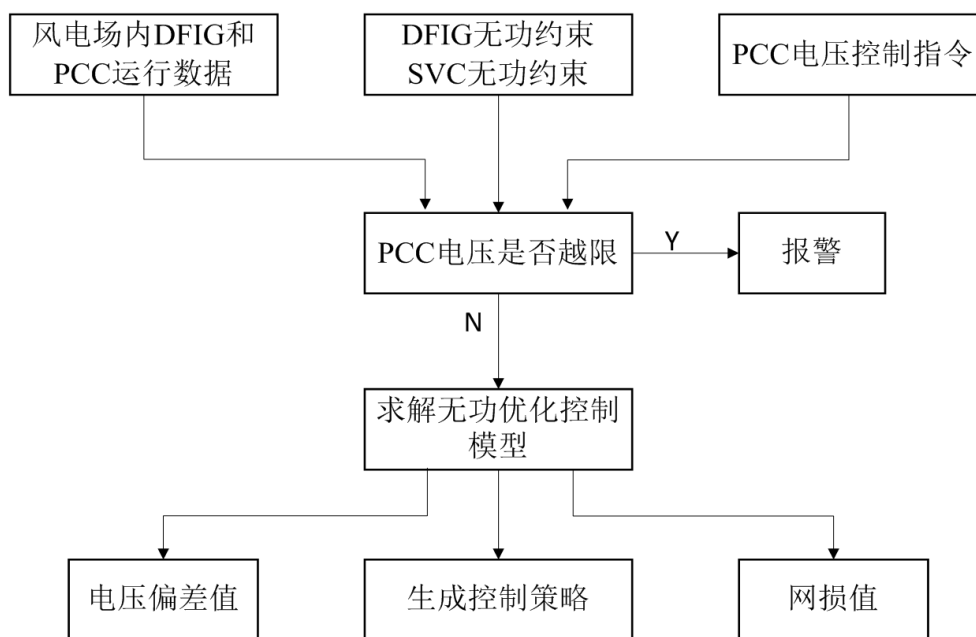 风电场内DFIG和
PCC运行数据
DFIG无功约束
SVC无功约束
PCC电压控制指令
PCC电压是否越限
Y
报警
N
求解无功优化控制
模型
电压偏差值
生成控制策略
网损值